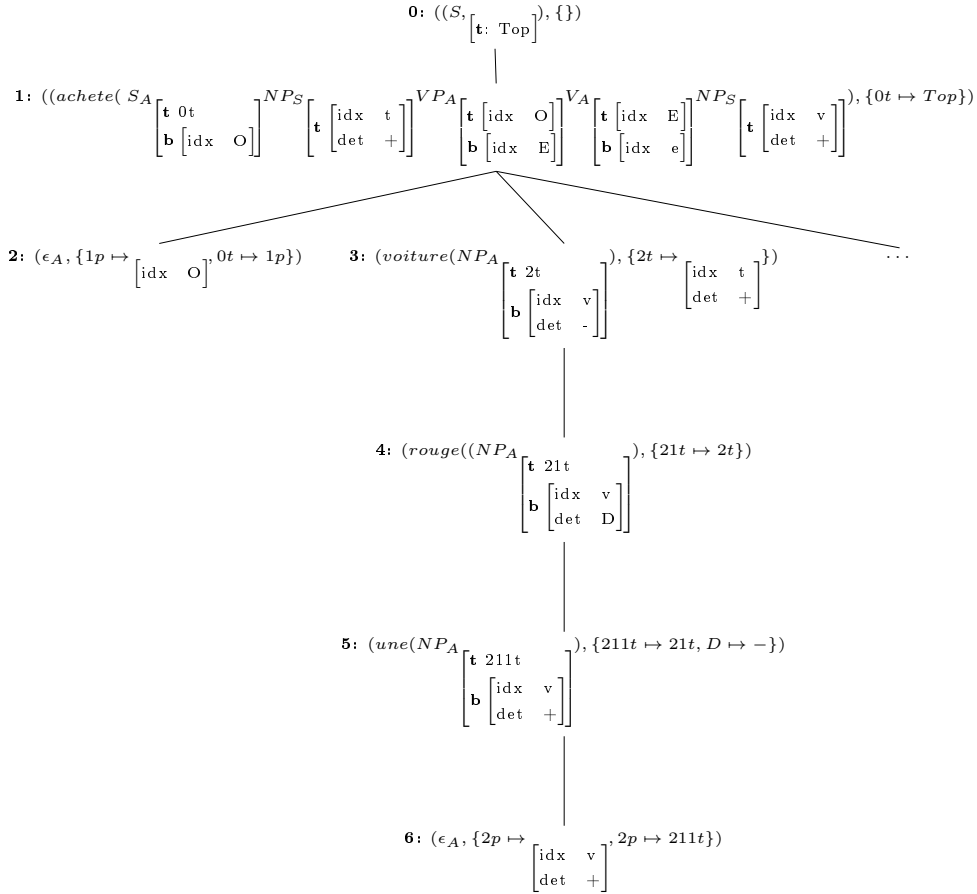 0: ((S, [t: Top]), {})
1: ((achete( S_A [t 0t b [idx O]] NP_S [t [idx t det +]] VP_A [t [idx O] b [idx E]] V_A [t [idx E] b [idx e]] NP_S [t [idx v det +]]), {0t ↦ Top})
2: (ϵ_A, {1p ↦ [idx O], 0t ↦ 1p})
3: (voiture(NP_A [t 2t b [idx v det -]]), {2t ↦ [idx t det +]})
...
4: (rouge((NP_A [t 21t b [idx v det D]]), {21t ↦ 2t})
5: (une(NP_A [t 211t b [idx v det +]]), {211t ↦ 21t, D ↦ −})
6: (ϵ_A, {2p ↦ [idx v det +], 2p ↦ 211t})